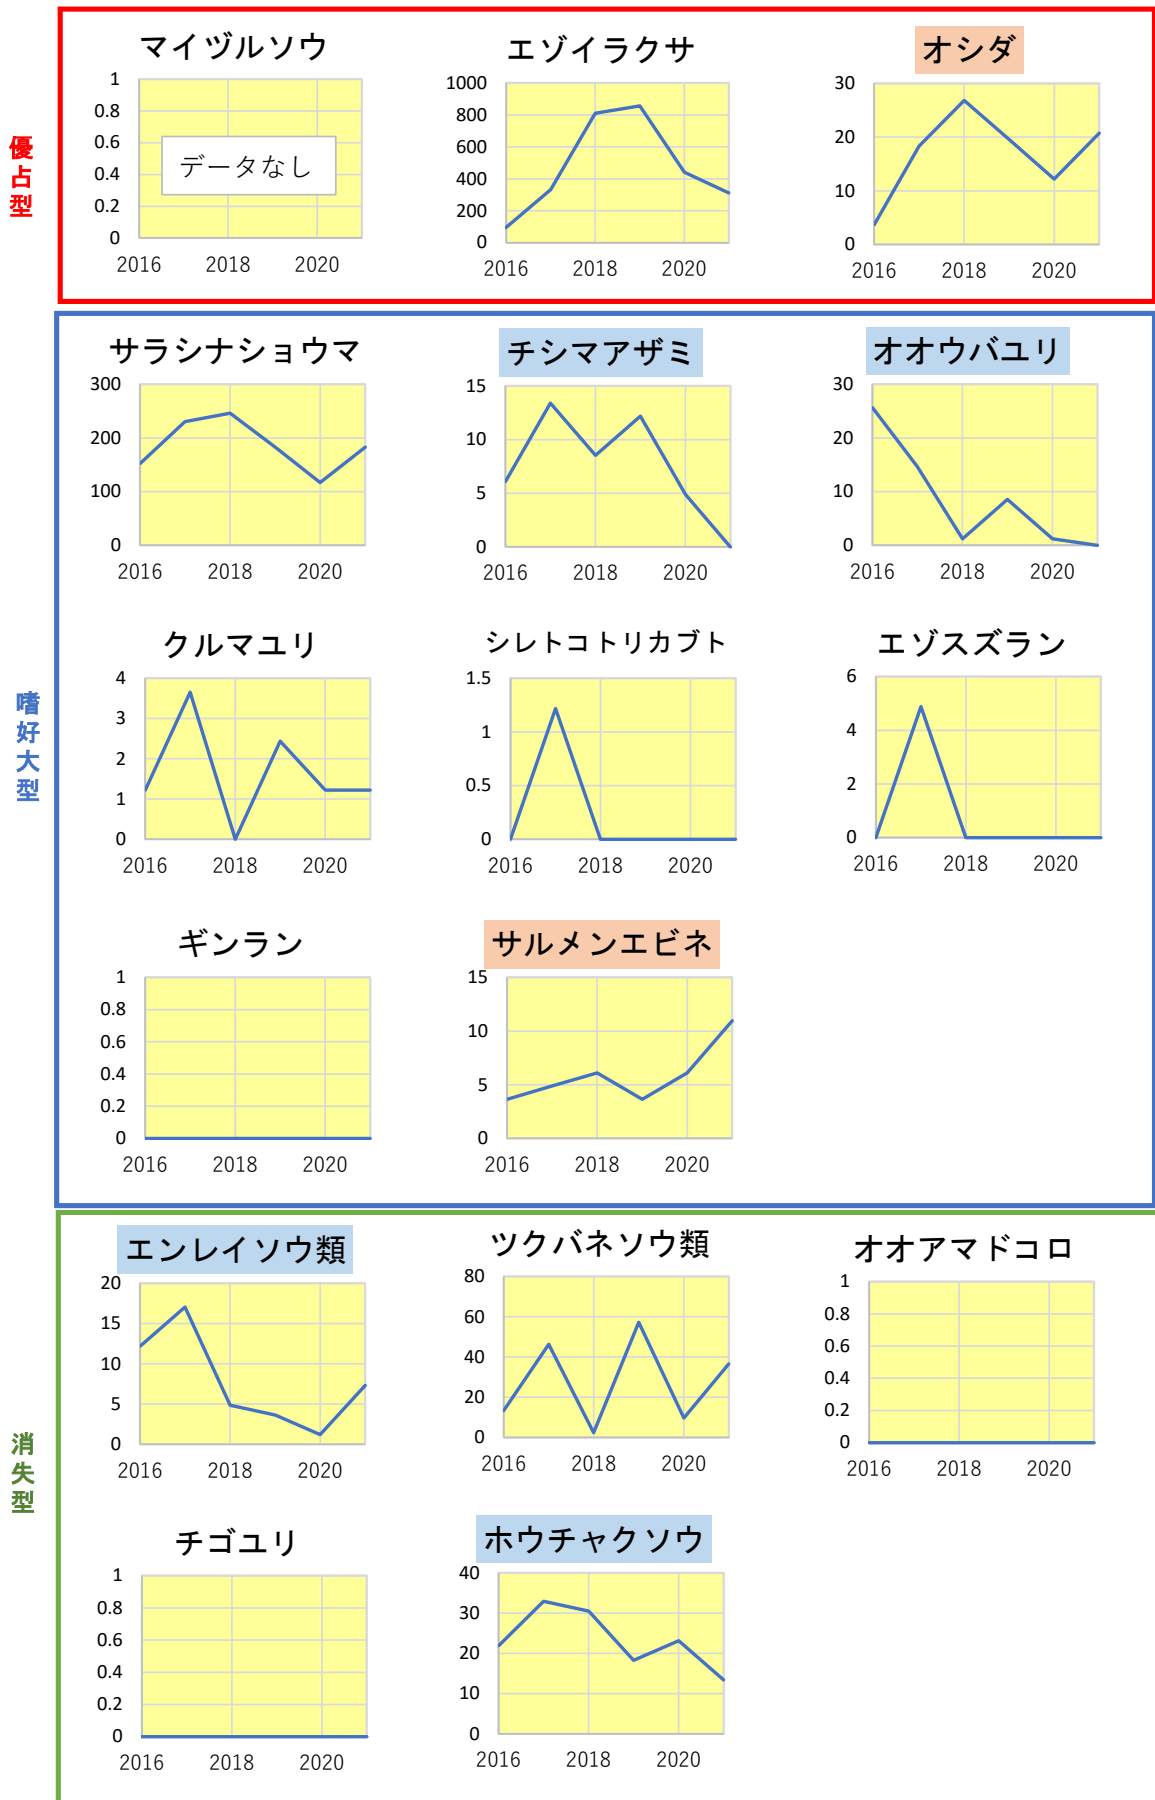 優占型
マイヅルソウ
1
0.8
0.6
0.4
0.2
0
データなし
2016 2018 2020
エゾイラクサ
1000
800
600
400
200
0
2016 2018 2020
オシダ
30
20
10
0
2016 2018 2020
嗜好大型
サラシナショウマ
300
200
100
0
2016 2018 2020
チシマアザミ
15
10
5
0
2016 2018 2020
オオウバユリ
30
20
10
0
2016 2018 2020
クルマユリ
4
3
2
1
0
2016 2018 2020
シレトコトリカブト
1.5
1
0.5
0
2016 2018 2020
エゾスズラン
6
4
2
0
2016 2018 2020
ギンラン
1
0.8
0.6
0.4
0.2
0
2016 2018 2020
サルメンエビネ
15
10
5
0
2016 2018 2020
消失型
エンレイソウ類
20
15
10
5
0
2016 2018 2020
ツクバネソウ類
80
60
40
20
0
2016 2018 2020
オオアマドコロ
1
0.8
0.6
0.4
0.2
0
2016 2018 2020
チゴユリ
1
0.8
0.6
0.4
0.2
0
2016 2018 2020
ホウチャクソウ
40
30
20
10
0
2016 2018 2020